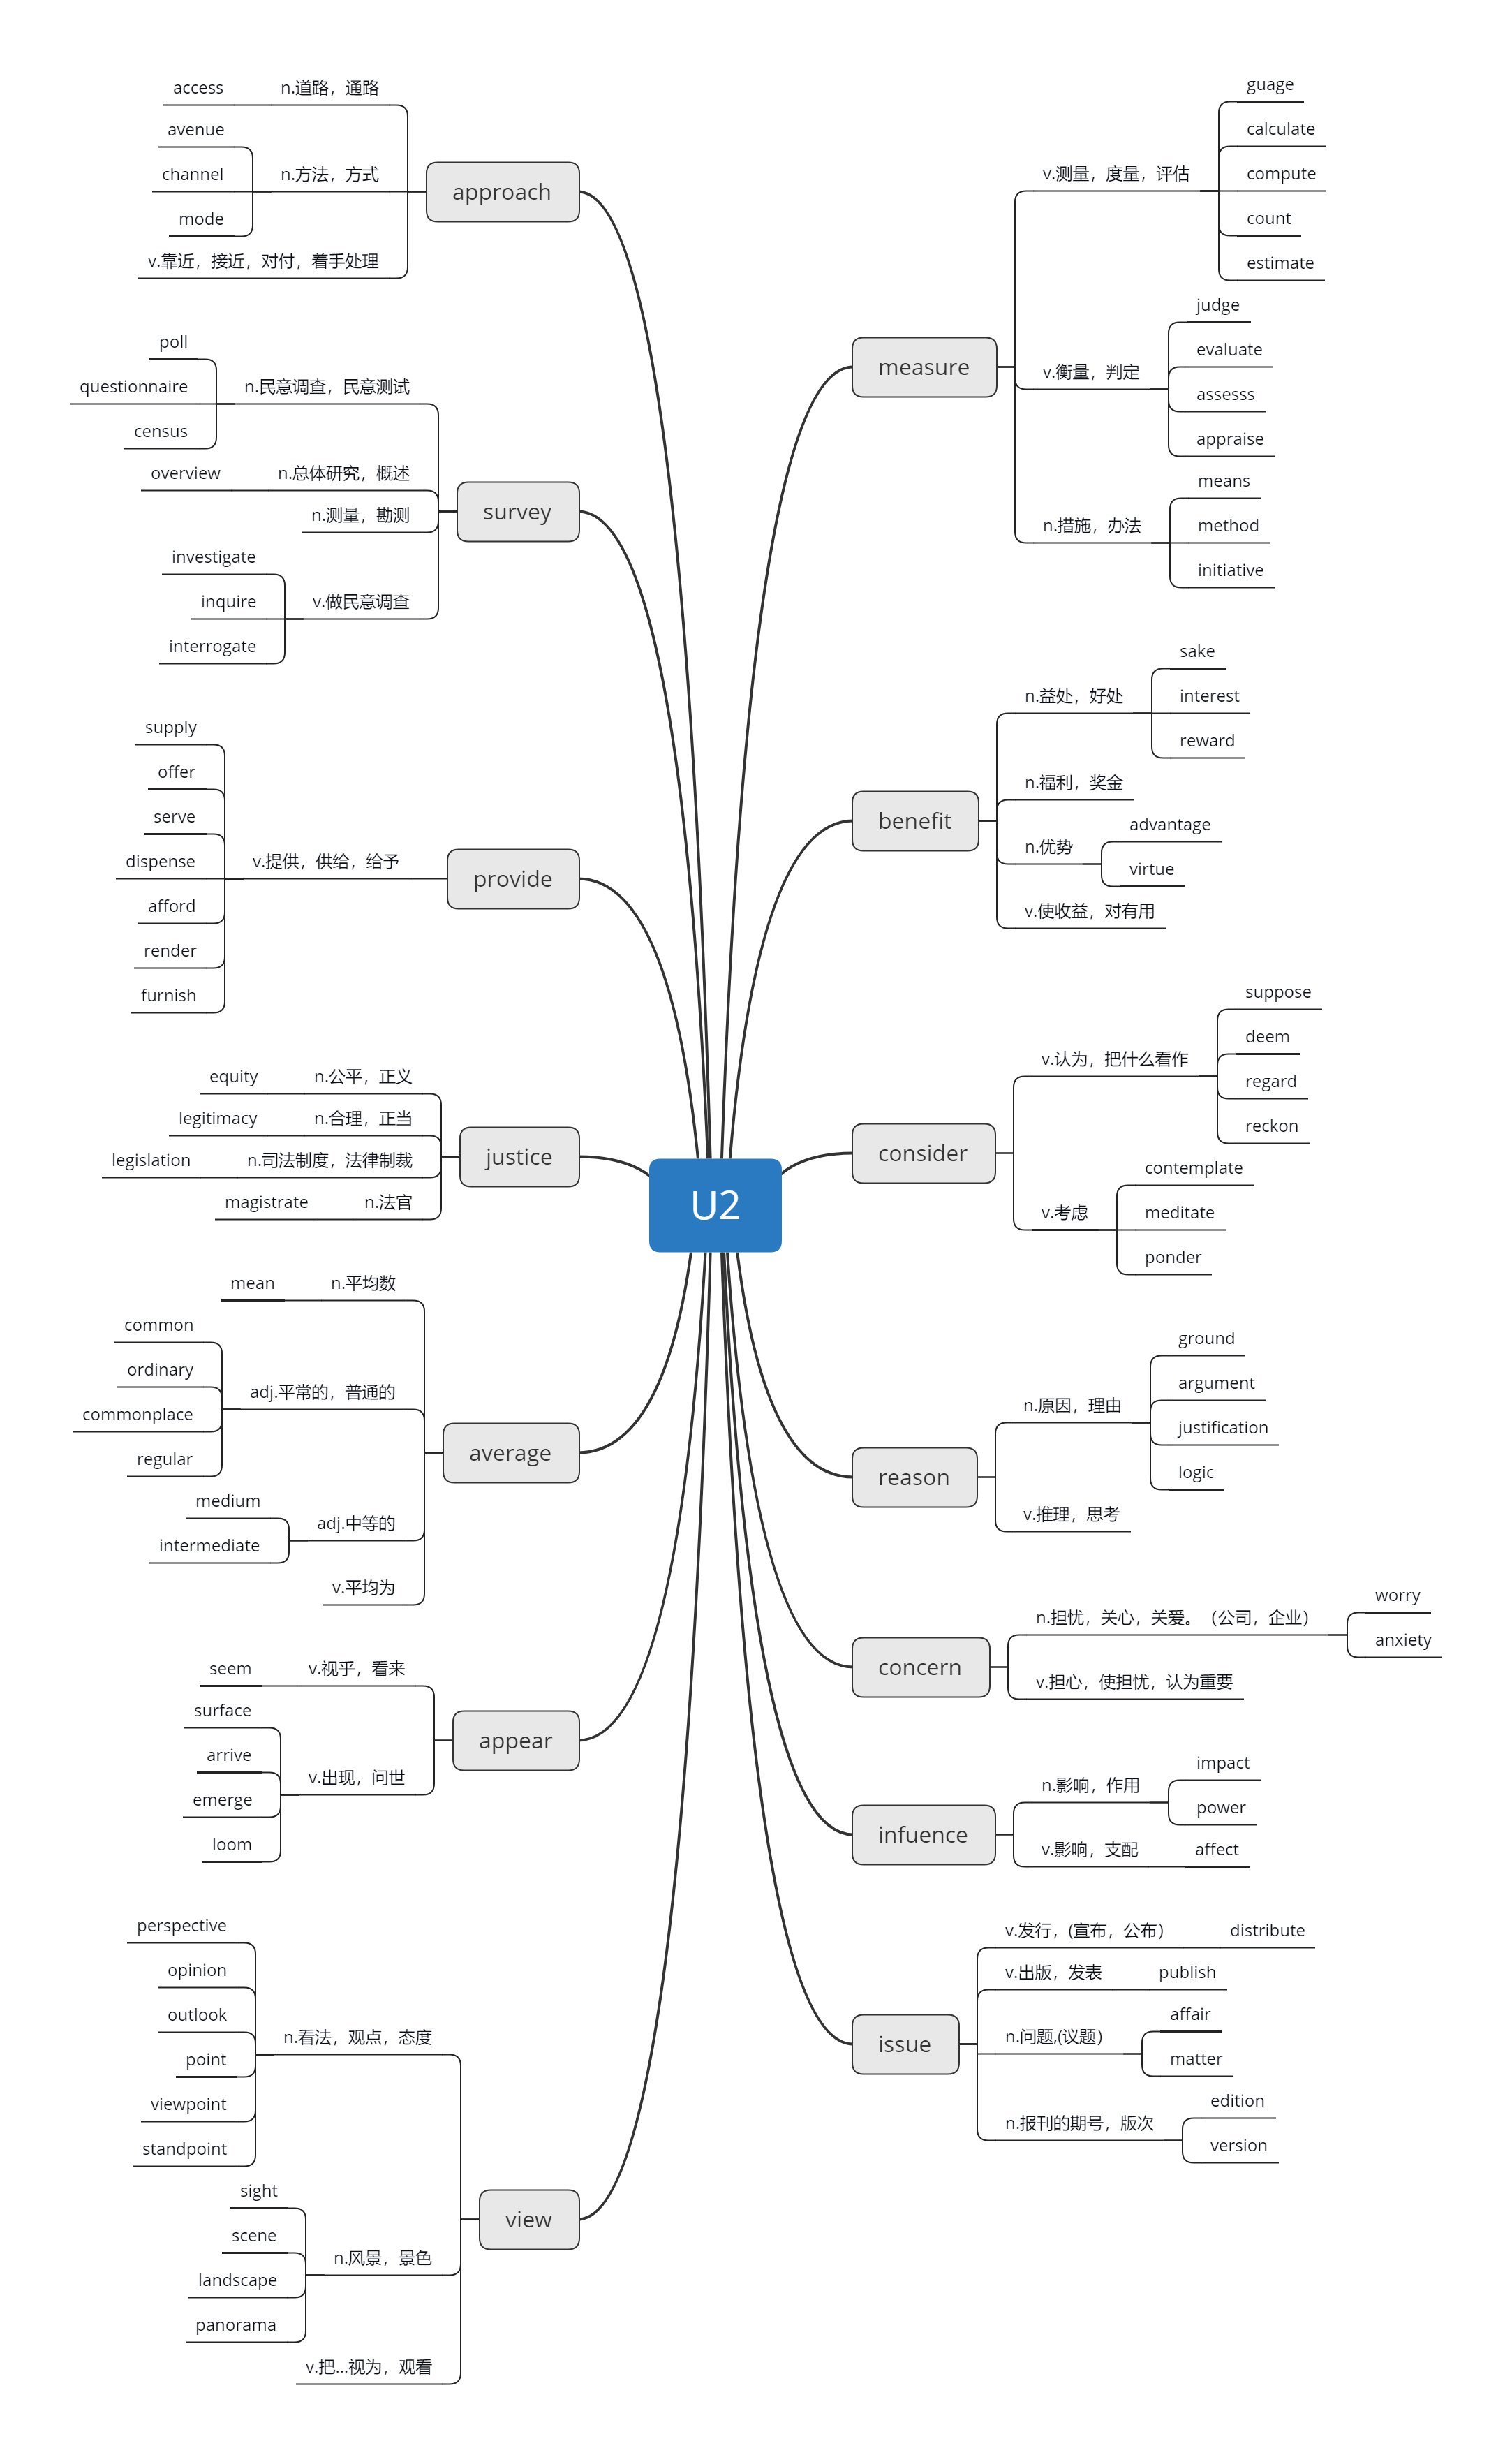 U2
approach
n.道路，通路
access
n.方法，方式
avenue
channel
mode
v.靠近，接近，对付，着手处理
survey
n.民意调查，民意测试
poll
questionnaire
census
n.总体研究，概述
overview
n.测量，勘测
v.做民意调查
investigate
inquire
interrogate
provide
v.提供，供给，给予
supply
offer
serve
dispense
afford
render
furnish
justice
n.公平，正义
equity
n.合理，正当
legitimacy
n.司法制度，法律制裁
legislation
n.法官
magistrate
average
n.平均数
mean
adj.平常的，普通的
common
ordinary
commonplace
regular
adj.中等的
medium
intermediate
v.平均为
appear
v.视乎，看来
seem
v.出现，问世
surface
arrive
emerge
loom
view
n.看法，观点，态度
perspective
opinion
outlook
point
viewpoint
standpoint
n.风景，景色
sight
scene
landscape
panorama
v.把...视为，观看
measure
v.测量，度量，评估
guage
calculate
compute
count
estimate
v.衡量，判定
judge
evaluate
assesss
appraise
n.措施，办法
means
method
initiative
benefit
n.益处，好处
sake
interest
reward
n.福利，奖金
n.优势
advantage
virtue
v.使收益，对有用
consider
v.认为，把什么看作
suppose
deem
regard
reckon
v.考虑
contemplate
meditate
ponder
reason
n.原因，理由
ground
argument
justification
logic
v.推理，思考
concern
n.担忧，关心，关爱。（公司，企业）
worry
anxiety
v.担心，使担忧，认为重要
infuence
n.影响，作用
impact
power
v.影响，支配
affect
issue
v.发行，(宣布，公布）
distribute
v.出版，发表
publish
n.问题,(议题）
affair
matter
n.报刊的期号，版次
edition
version